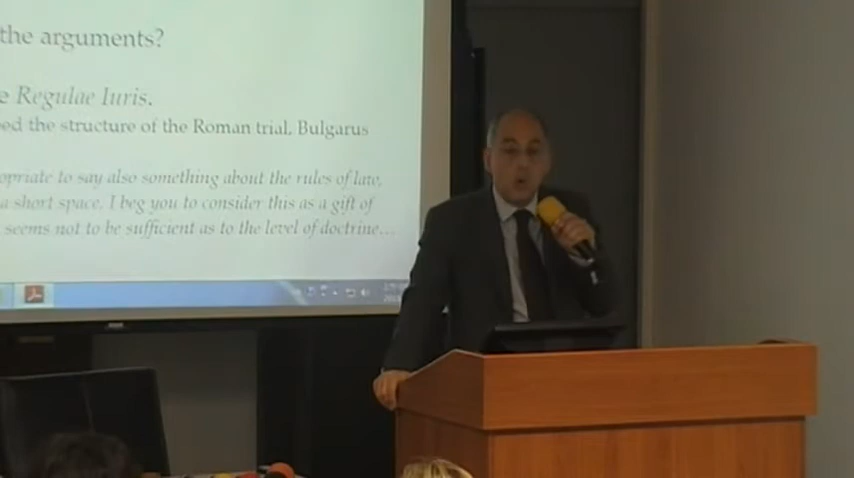 the arguments?
e Regulae Iuris.
ed the structure of the Roman trial, Bulgarus
opriate to say also something about the rules of law,
a short space, I beg you to consider this as a gift of
seems not to be sufficient as to the level of doctrine…